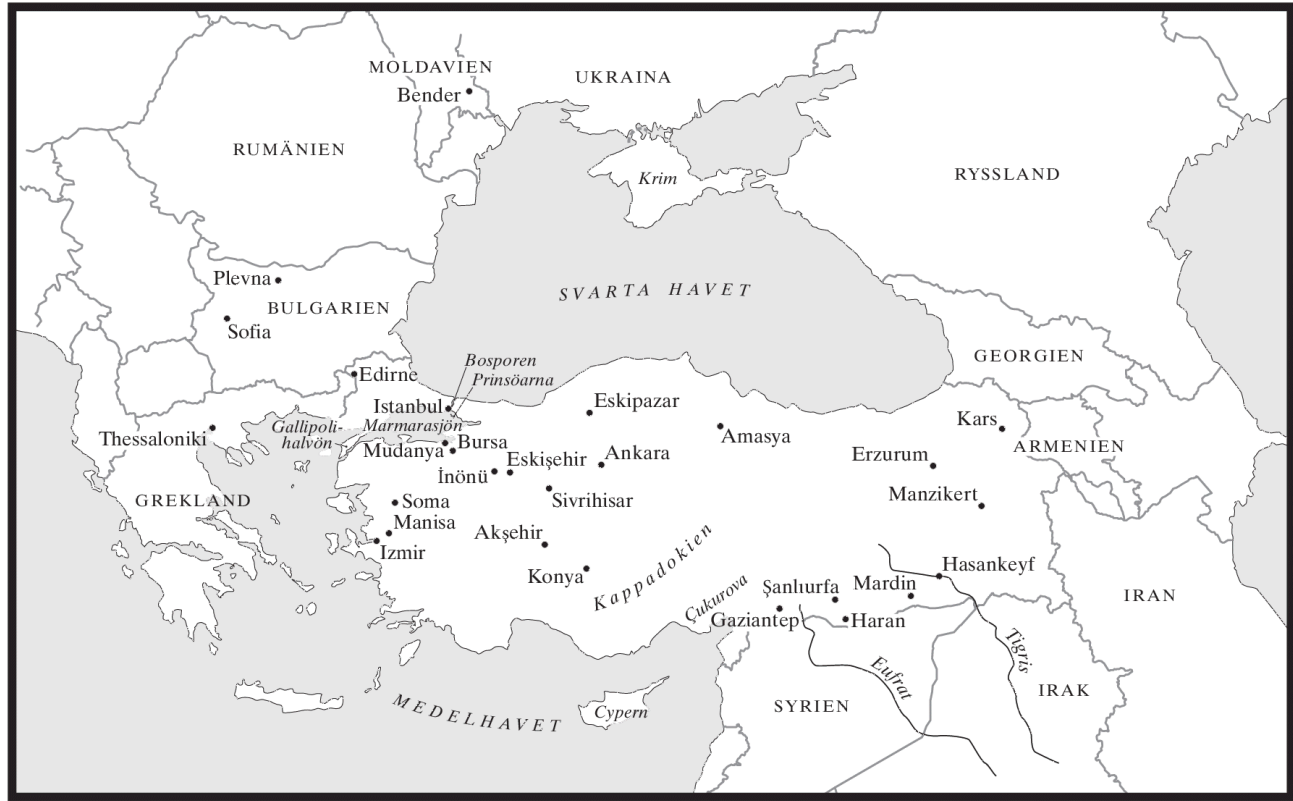 MOLDAVIEN
Bender
UKRAINA
RUMÄNIEN
Krim
RYSSLAND
Plevna
SVARTA HAVET
BULGARIEN
Sofia
GEORGIEN
Bosporen
Prinsöarna
Edirne
Istanbul
Eskipazar
Kars
Gallipoli-
halvön
Marmarasjön
Thessaloniki
Amasya
ARMENIEN
Mudanya
Bursa
Erzurum
Ankara
Eskişehir
İnönü
Manzikert
GREKLAND
Soma
Sivrihisar
Manisa
Akşehir
Izmir
Kappadokien
Hasankeyf
Konya
Şanlıurfa
Mardin
Çukurova
IRAN
Gaziantep
Haran
Tigris
Eufrat
IRAK
SYRIEN
MEDELHAVET
Cypern